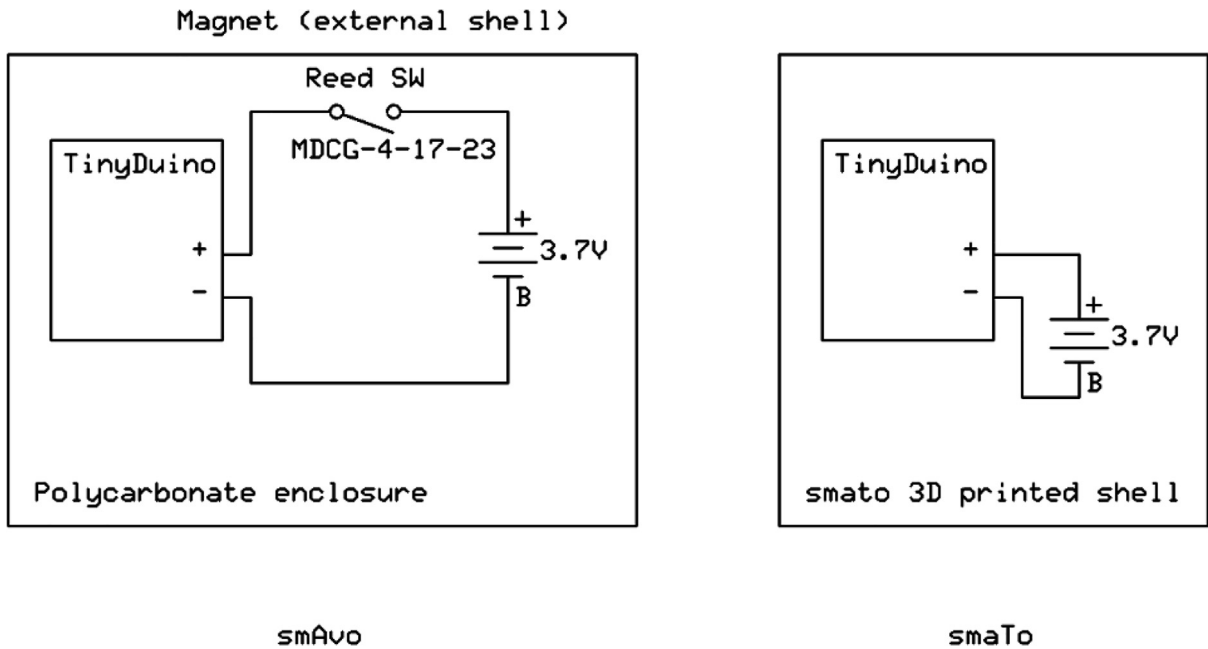 Magnet (external shell)
Reed SW
MDCG-4-17-23
TinyDuino
+
-
+
3.7V
B
Polycarbonate enclosure
smAvo
TinyDuino
+
-
+
3.7V
B
smato 3D printed shell
smaTo